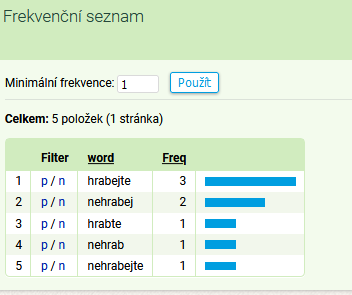 Frekvenční seznam
Minimální frekvence: 1 Použít
Celkem: 5 položek (1 stránka)
Filter word Freq
1 p / n hrabejte 3
2 p / n nehrabej 2
3 p / n hrabte 1
4 p / n nehrab 1
5 p / n nehrabejte 1